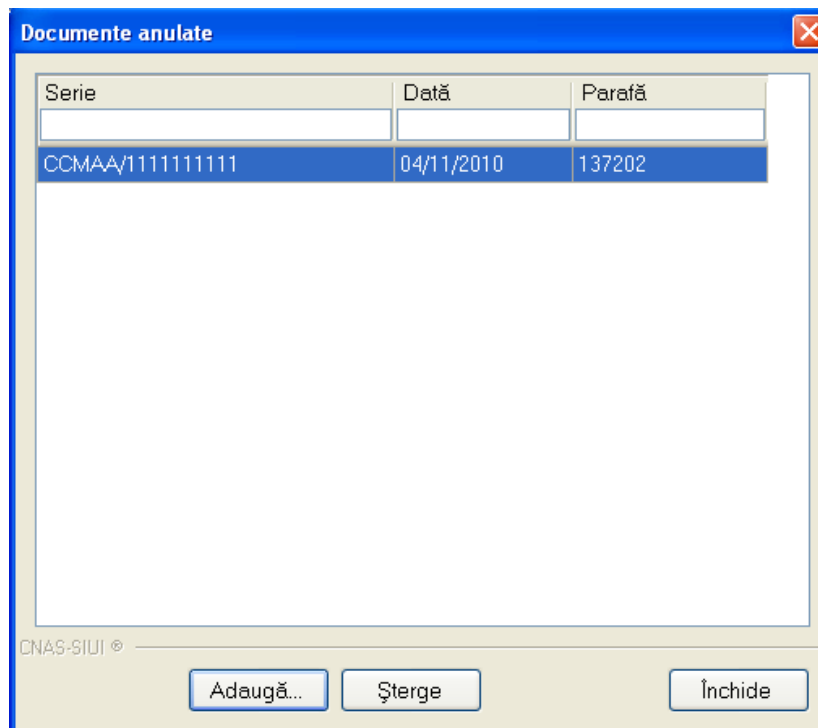 Documente anulate
Serie Dată Parafă
CCMAA/1111111111 04/11/2010 137202
CNAS-SIUI ®
Adaugă... Şterge Închide